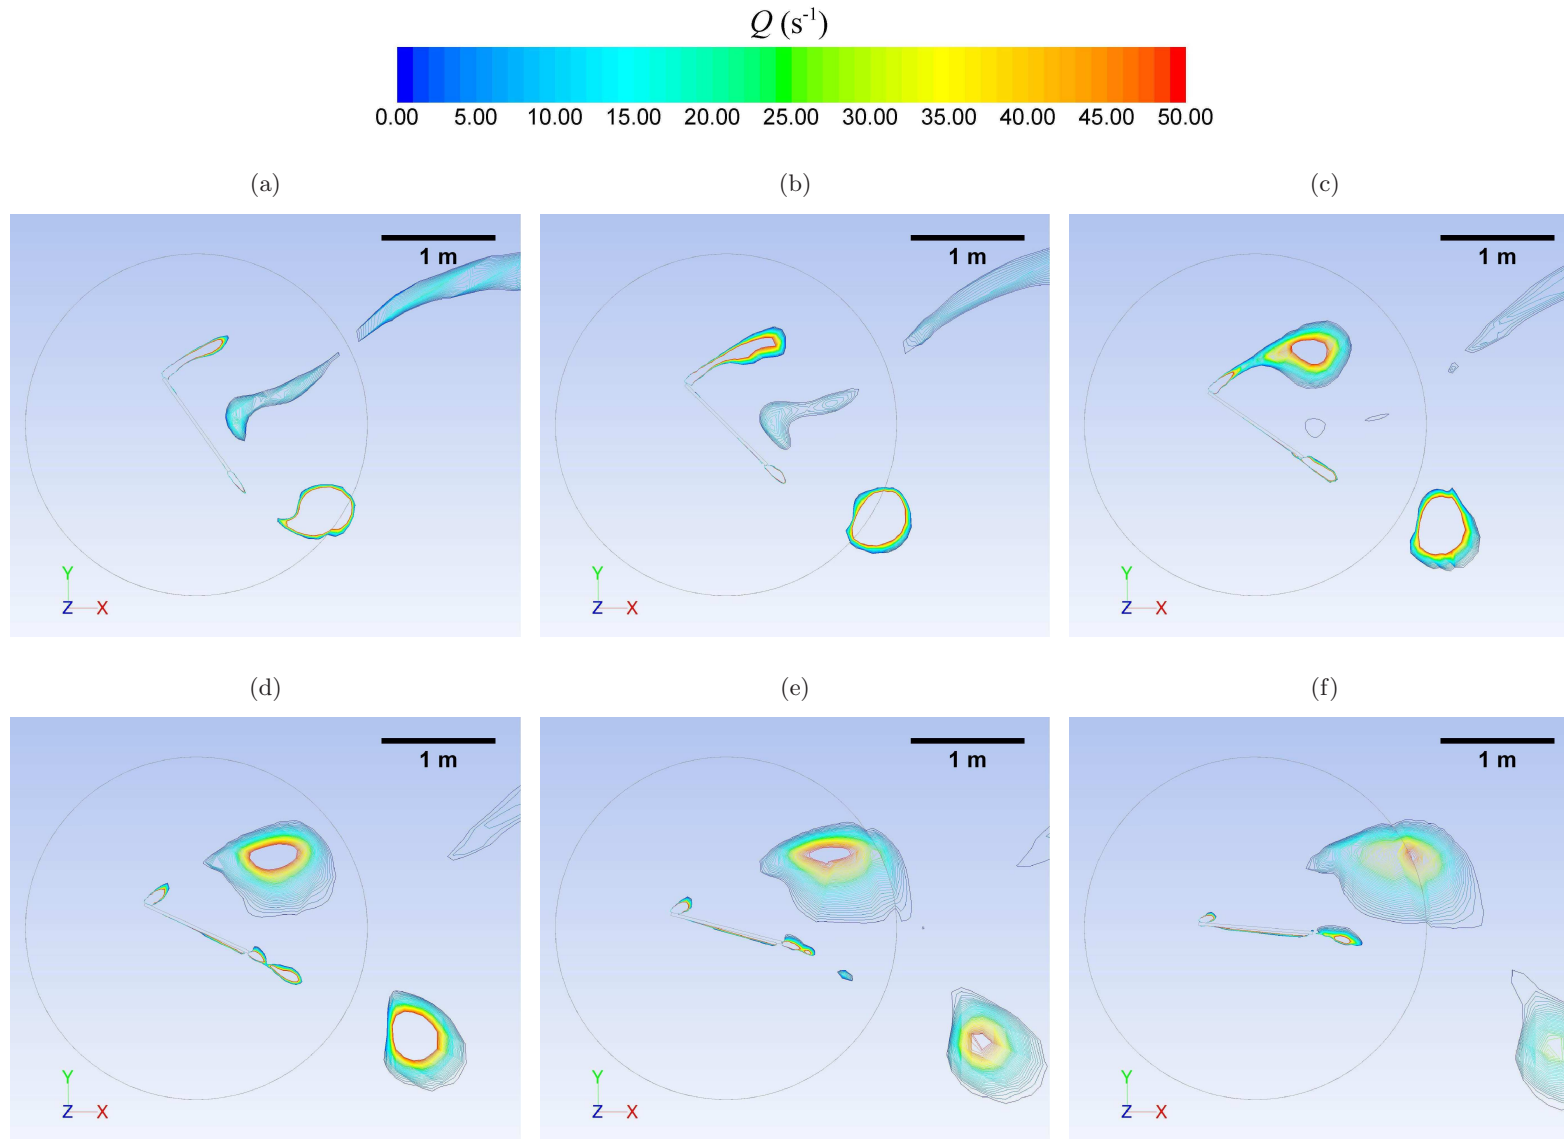 Q (s⁻¹)
0.00 5.00 10.00 15.00 20.00 25.00 30.00 35.00 40.00 45.00 50.00
(a) (b) (c)
1 m 1 m 1 m
Y Y Y
Z X Z X Z X
(d) (e) (f)
1 m 1 m 1 m
Y Y Y
Z X Z X Z X